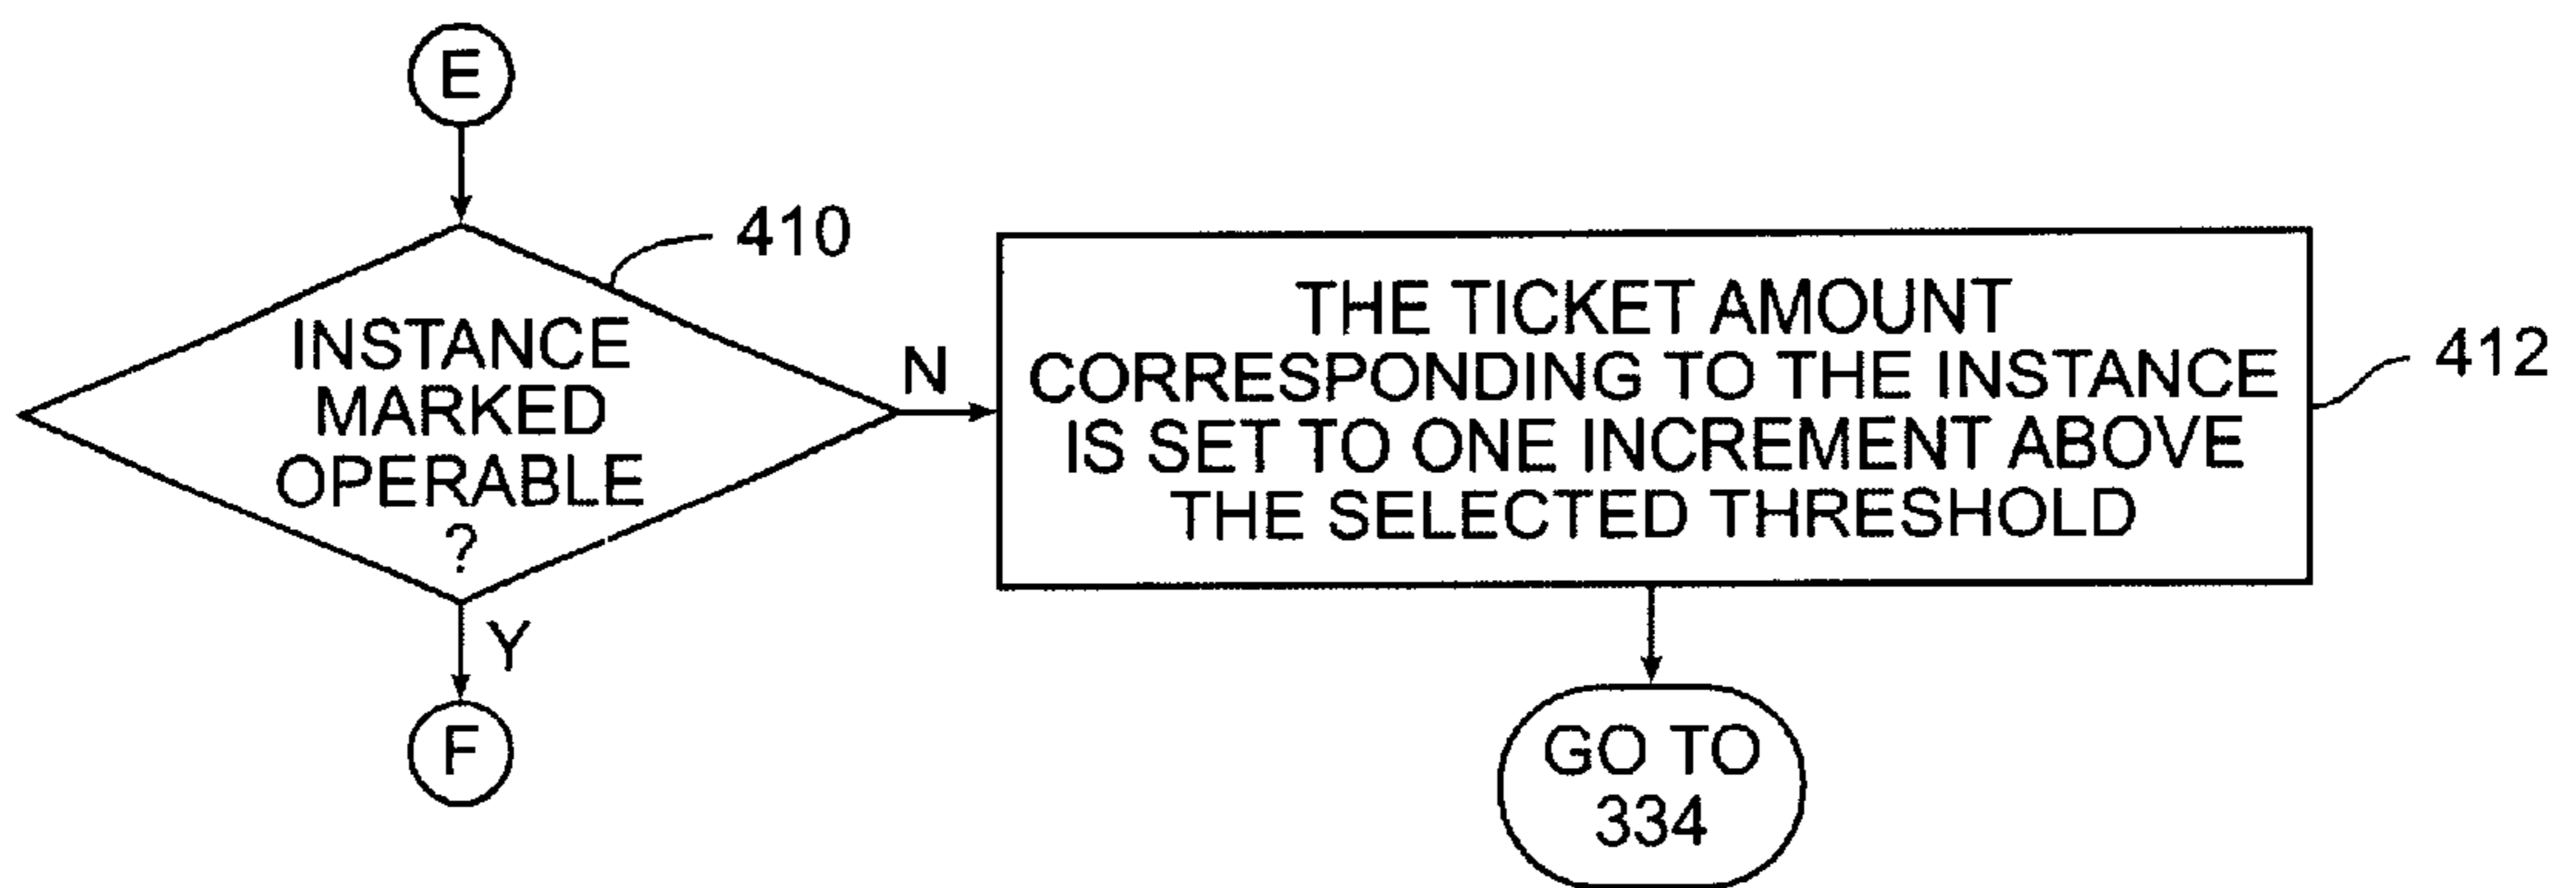 E
410
INSTANCE
MARKED
OPERABLE
?
N
THE TICKET AMOUNT
CORRESPONDING TO THE INSTANCE
IS SET TO ONE INCREMENT ABOVE
THE SELECTED THRESHOLD
412
Y
F
GO TO
334